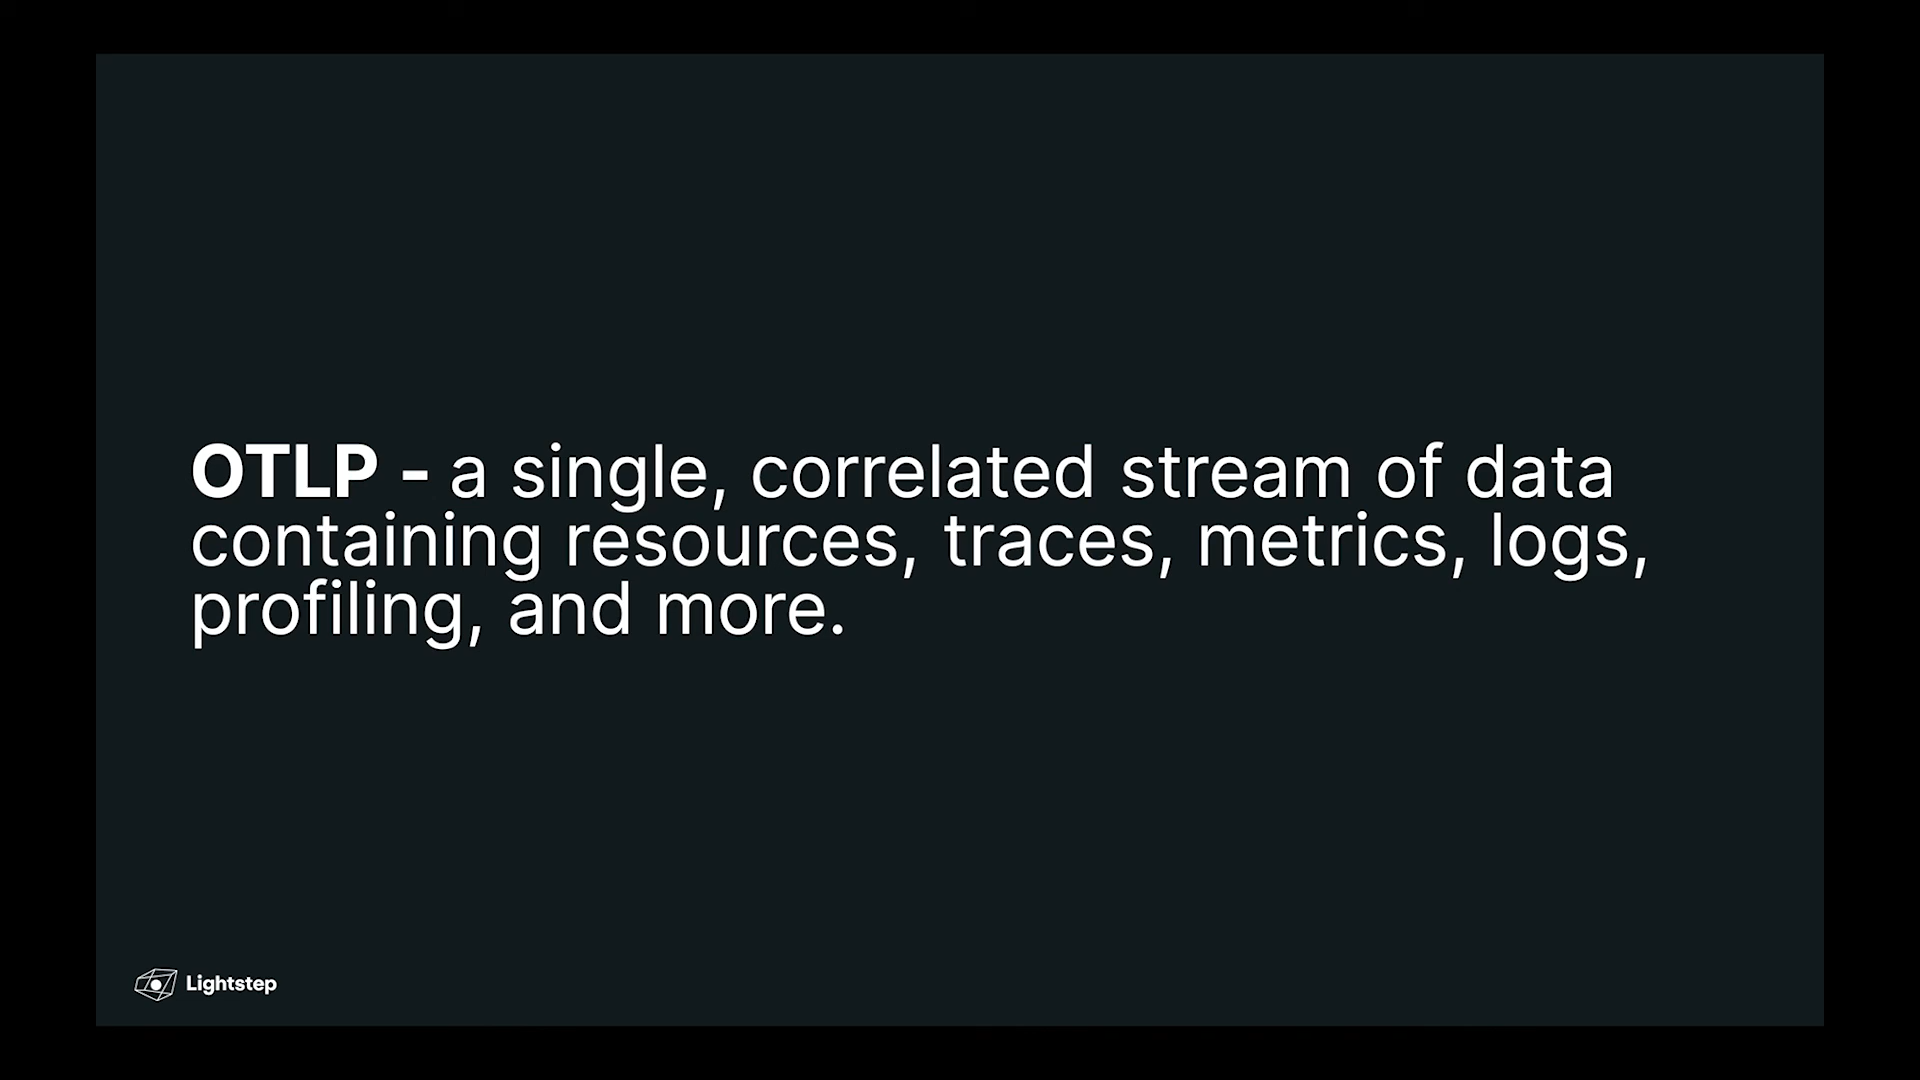 OTLP - a single, correlated stream of data
containing resources, traces, metrics, logs,
profiling, and more.
Lightstep